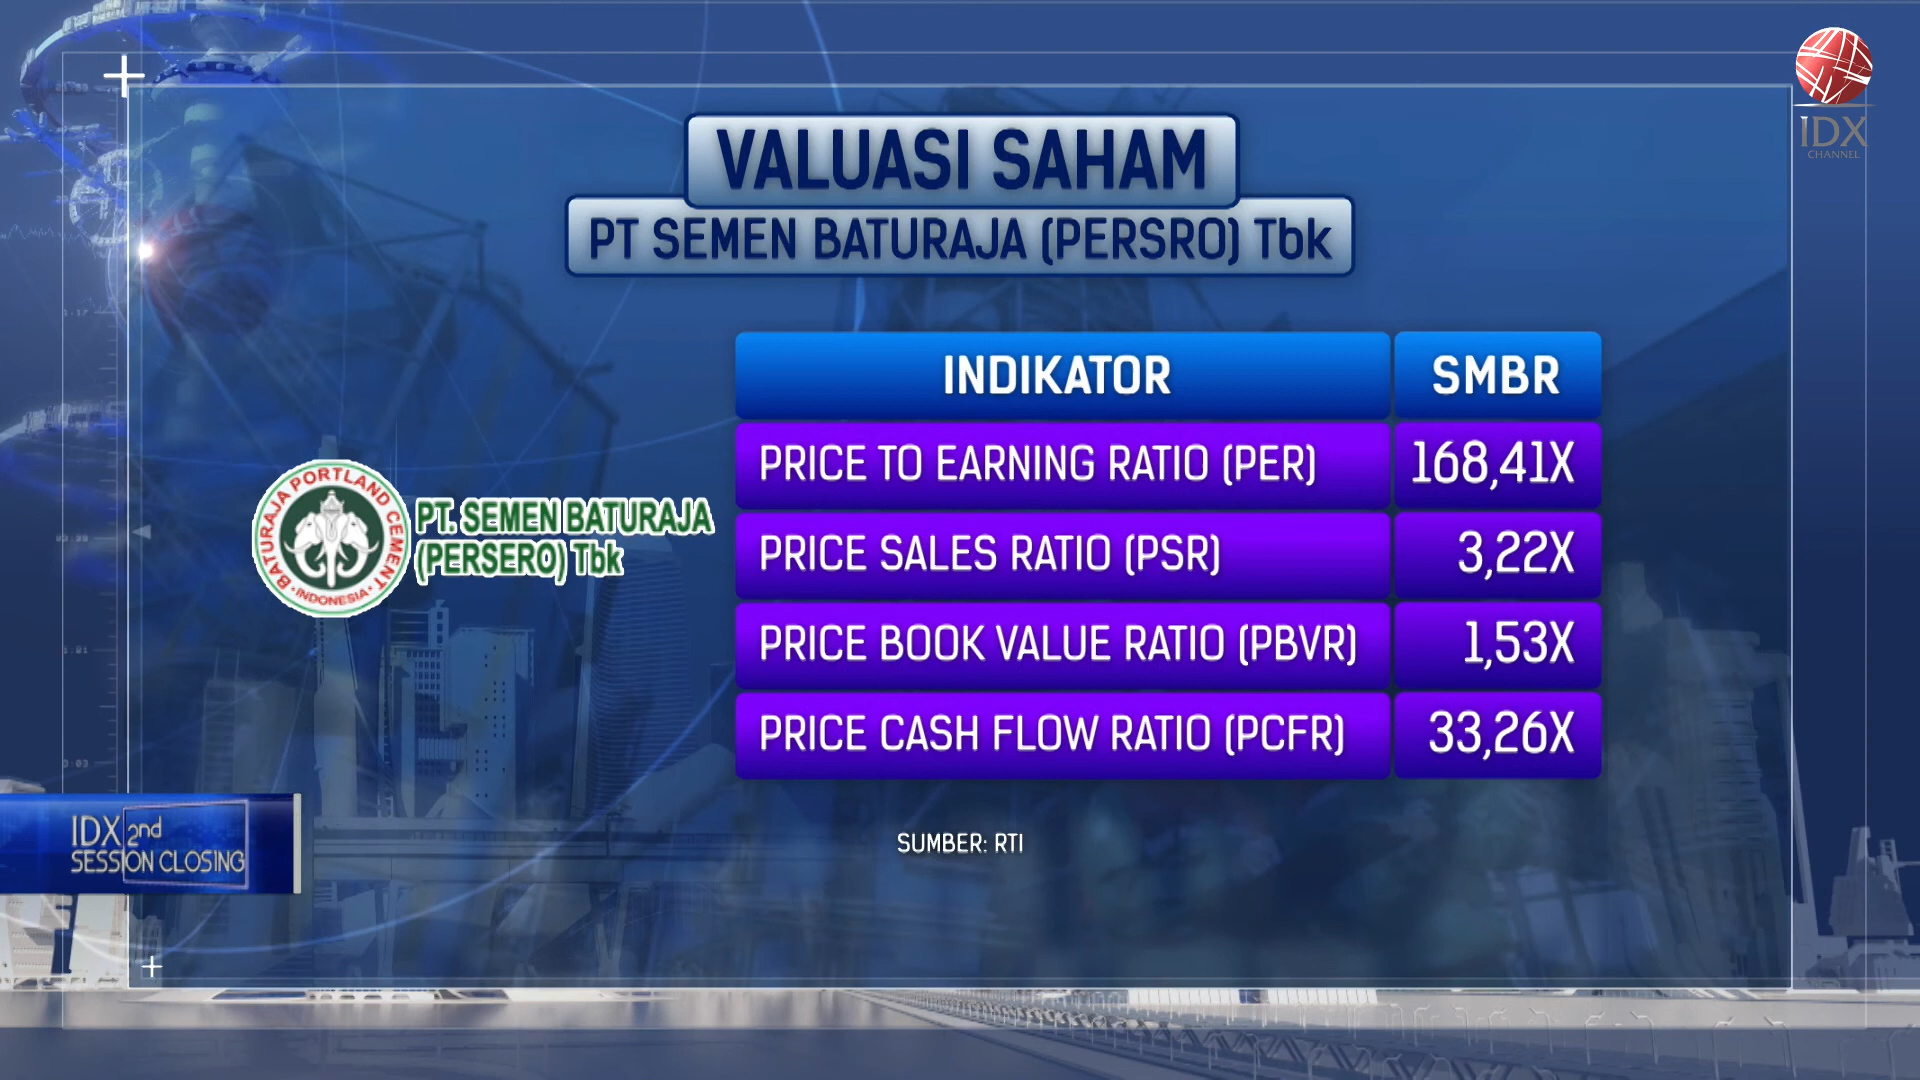 IDX
CHANNEL
VALUASI SAHAM
PT SEMEN BATURAJA (PERSRO) Tbk
INDIKATOR SMBR
PRICE TO EARNING RATIO (PER) 168,41X
PRICE SALES RATIO (PSR) 3,22X
PRICE BOOK VALUE RATIO (PBVR) 1,53X
PRICE CASH FLOW RATIO (PCFR) 33,26X
BATURAJA PORTLAND CEMENT
INDONESIA
PT. SEMEN BATURAJA
(PERSERO) Tbk
SUMBER: RTI
IDX 2nd
SESSION CLOSING